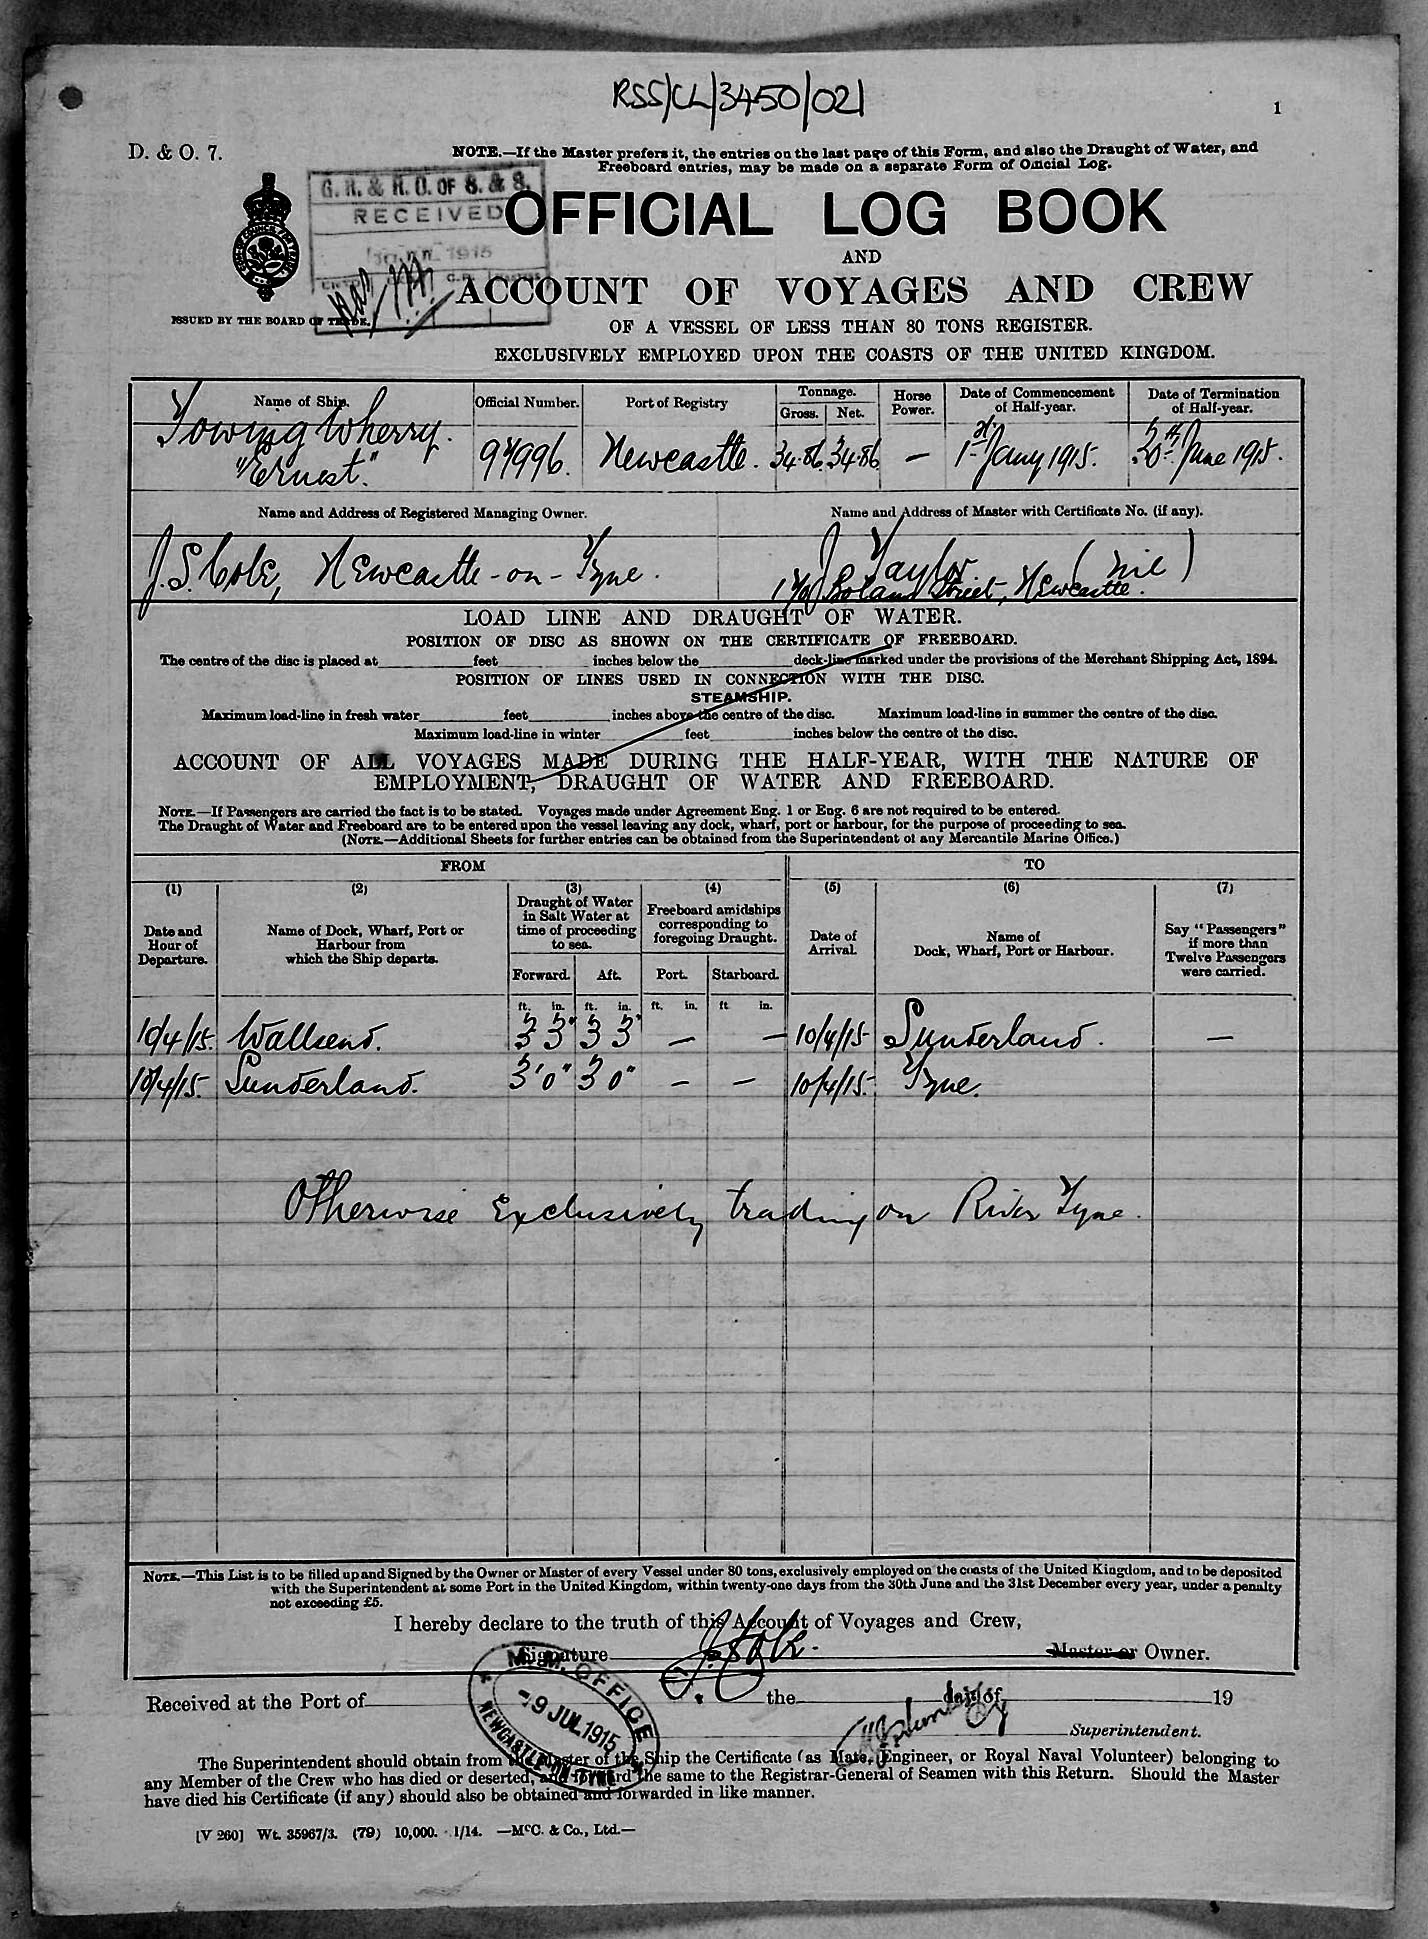 RSS/CL/3450/021
1
D. & O. 7.
NOTE.—If the Master prefers it, the entries on the last page of this Form, and also the Draught of Water, and
Freeboard entries, may be made on a separate Form of Official Log.
G. R. & R. O. OF S. & S.
RECEIVED
1915
OFFICIAL LOG BOOK
AND
ACCOUNT OF VOYAGES AND CREW
ISSUED BY THE BOARD OF TRADE.
OF A VESSEL OF LESS THAN 80 TONS REGISTER.
EXCLUSIVELY EMPLOYED UPON THE COASTS OF THE UNITED KINGDOM.
Name of Ship. Official Number. Port of Registry Tonnage. Gross. Net. Horse Power. Date of Commencement of Half-year. Date of Termination of Half-year.
Towing Wherry. "Ernest." 97996. Newcastle. 34.86 34.86 — 1st Jany 1915. 30th June 1915.
Name and Address of Registered Managing Owner. Name and Address of Master with Certificate No. (if any).
J. S. Cole, Newcastle-on-Tyne. J. Taylor (nil)
Street, Newcastle.
LOAD LINE AND DRAUGHT OF WATER.
POSITION OF DISC AS SHOWN ON THE CERTIFICATE OF FREEBOARD.
The centre of the disc is placed at feet inches below the deck-line marked under the provisions of the Merchant Shipping Act, 1894.
POSITION OF LINES USED IN CONNECTION WITH THE DISC.
STEAMSHIP.
Maximum load-line in fresh water feet inches above the centre of the disc. Maximum load-line in summer the centre of the disc.
Maximum load-line in winter feet inches below the centre of the disc.
ACCOUNT OF ALL VOYAGES MADE DURING THE HALF-YEAR, WITH THE NATURE OF
EMPLOYMENT, DRAUGHT OF WATER AND FREEBOARD.
NOTE.—If Passengers are carried the fact is to be stated. Voyages made under Agreement Eng. 1 or Eng. 6 are not required to be entered.
The Draught of Water and Freeboard are to be entered upon the vessel leaving any dock, wharf, port or harbour, for the purpose of proceeding to sea.
(NOTE.—Additional Sheets for further entries can be obtained from the Superintendent of any Mercantile Marine Office.)
FROM TO
(1) (2) (3) (4) (5) (6) (7)
Date and Hour of Departure. Name of Dock, Wharf, Port or Harbour from which the Ship departs. Draught of Water in Salt Water at time of proceeding to sea. Freeboard amidships corresponding to foregoing Draught. Date of Arrival. Name of Dock, Wharf, Port or Harbour. Say "Passengers" if more than Twelve Passengers were carried.
Forward. Aft. Port. Starboard.
ft. in. ft. in. ft. in. ft. in.
10/4/15. Wallsend. 3 3" 3 3" — — 10/4/15 Sunderland. —
10/4/15. Sunderland. 3'0" 3 0" — — 10/4/15. Tyne.
Otherwise Exclusively trading on River Tyne.
NOTE.—This List is to be filled up and Signed by the Owner or Master of every Vessel under 80 tons, exclusively employed on the coasts of the United Kingdom, and to be deposited
with the Superintendent at some Port in the United Kingdom, within twenty-one days from the 30th June and the 31st December every year, under a penalty
not exceeding £5.
I hereby declare to the truth of this Account of Voyages and Crew,
Signature J. S. Cole. Master or Owner.
M. M. OFFICE
-9 JUL 1915
NEWCASTLE-ON-TYNE
Received at the Port of the day of 19
Superintendent.
The Superintendent should obtain from the Master of the Ship the Certificate (as Mate, Engineer, or Royal Naval Volunteer) belonging to
any Member of the Crew who has died or deserted, and forward the same to the Registrar-General of Seamen with this Return. Should the Master
have died his Certificate (if any) should also be obtained and forwarded in like manner.
[V 260] Wt. 35967/3. (79) 10,000. 1/14. —McC. & Co., Ltd.—